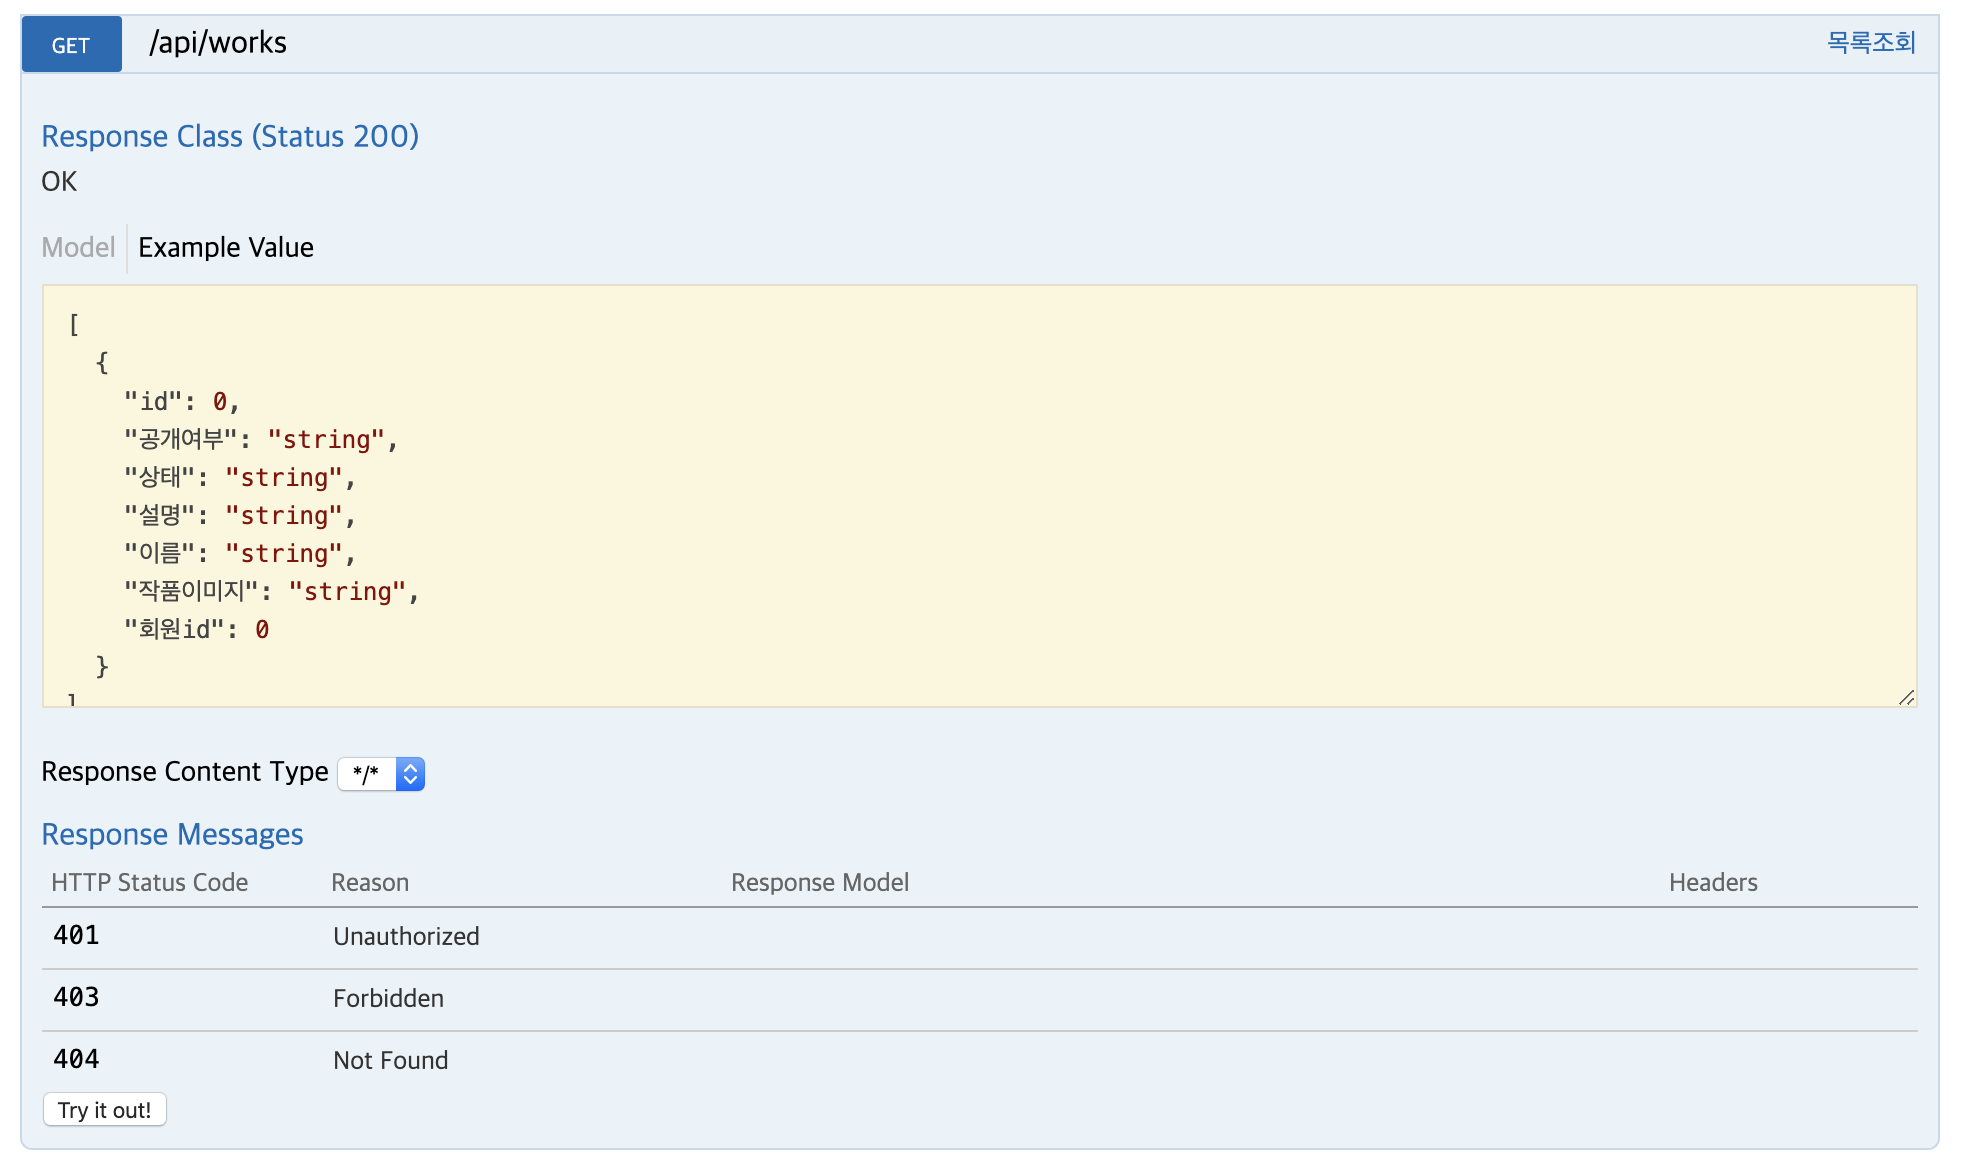 GET /api/works 목록조회
Response Class (Status 200)
OK
Model Example Value
[
{
"id": 0,
"공개여부": "string",
"상태": "string",
"설명": "string",
"이름": "string",
"작품이미지": "string",
"회원id": 0
}
]
Response Content Type */*
Response Messages
HTTP Status Code Reason Response Model Headers
401 Unauthorized
403 Forbidden
404 Not Found
Try it out!